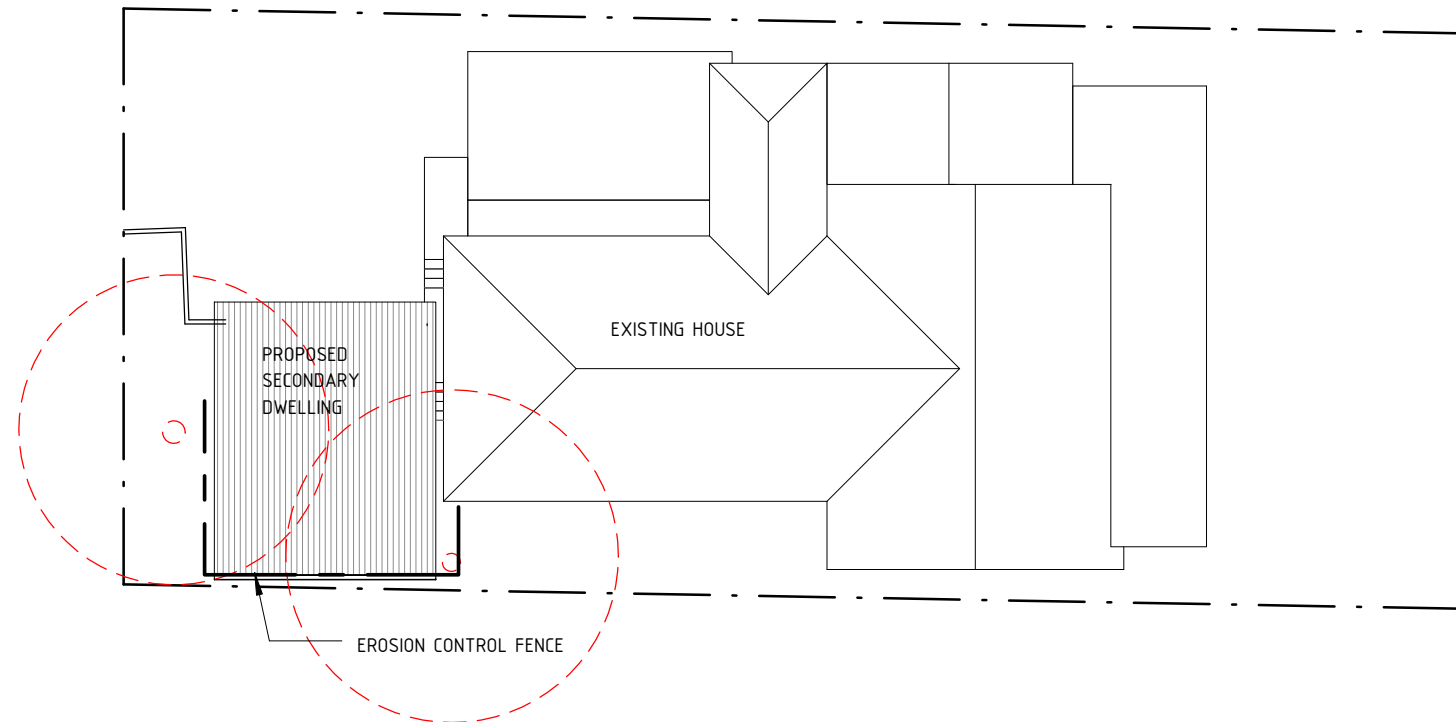 EXISTING HOUSE
PROPOSED
SECONDARY
DWELLING
EROSION CONTROL FENCE